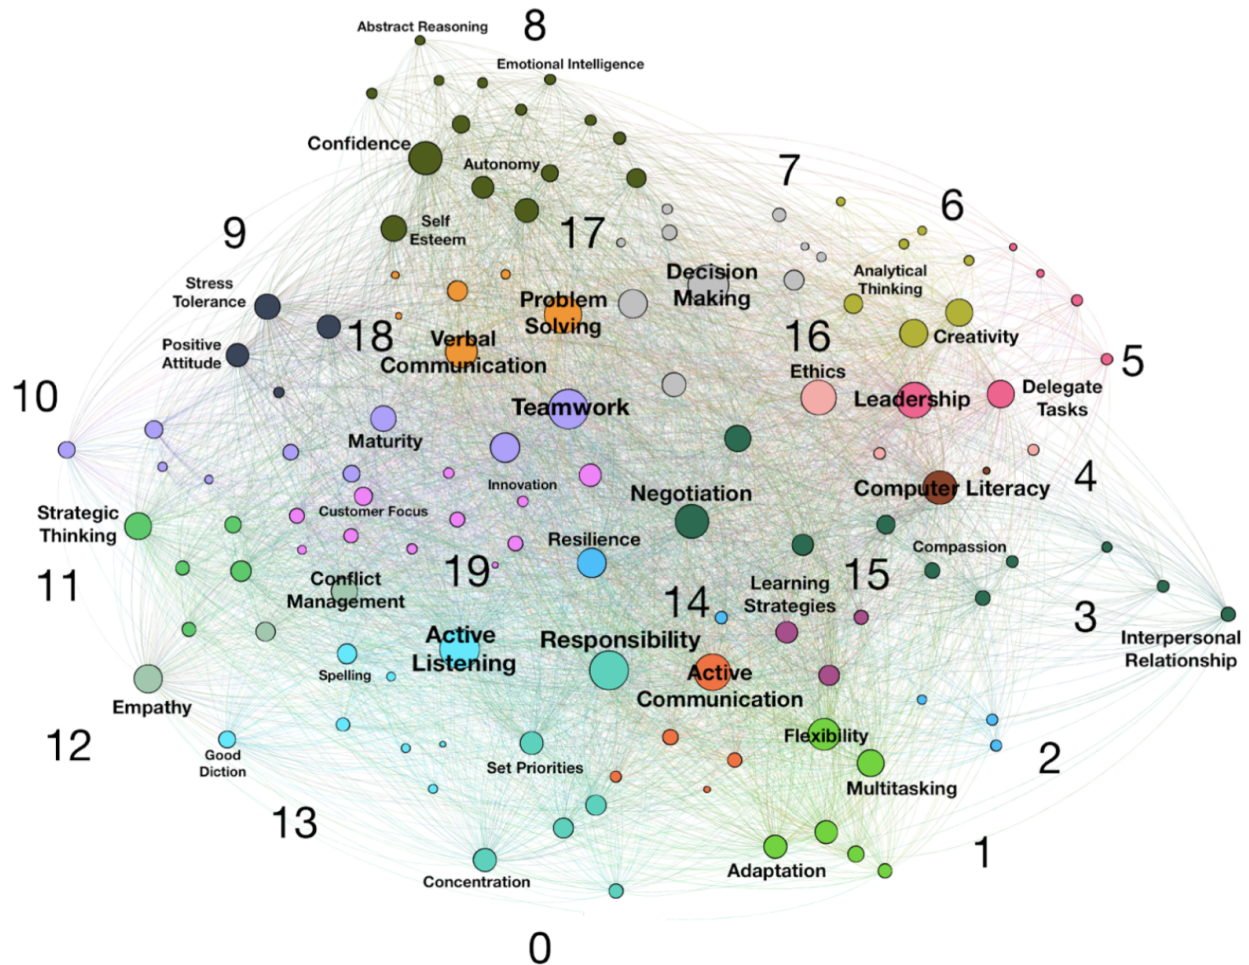 Abstract Reasoning
8
Emotional Intelligence
Confidence
Autonomy
7
6
Self
Esteem
17
9
Decision
Making
Analytical
Thinking
Stress
Tolerance
Problem
Solving
18
Verbal
Communication
16
Creativity
Positive
Attitude
Ethics
5
10
Teamwork
Leadership
Delegate
Tasks
Maturity
Innovation
Negotiation
Computer Literacy
4
Strategic
Thinking
Customer Focus
Resilience
Compassion
11
Conflict
Management
19
Learning
Strategies
15
14
3
Active
Listening
Responsibility
Interpersonal
Relationship
Spelling
Active
Communication
Empathy
12
Good
Diction
Set Priorities
Flexibility
2
Multitasking
13
1
Adaptation
Concentration
0